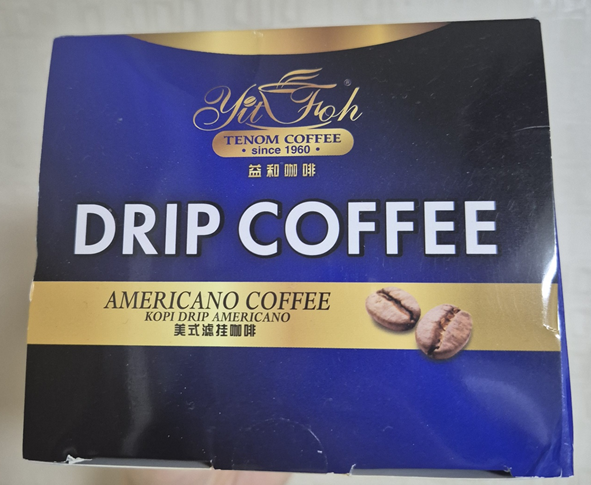 Yit Foh ®
TENOM COFFEE
• since 1960 •
益和咖啡
DRIP COFFEE
AMERICANO COFFEE
KOPI DRIP AMERICANO
美式滤挂咖啡